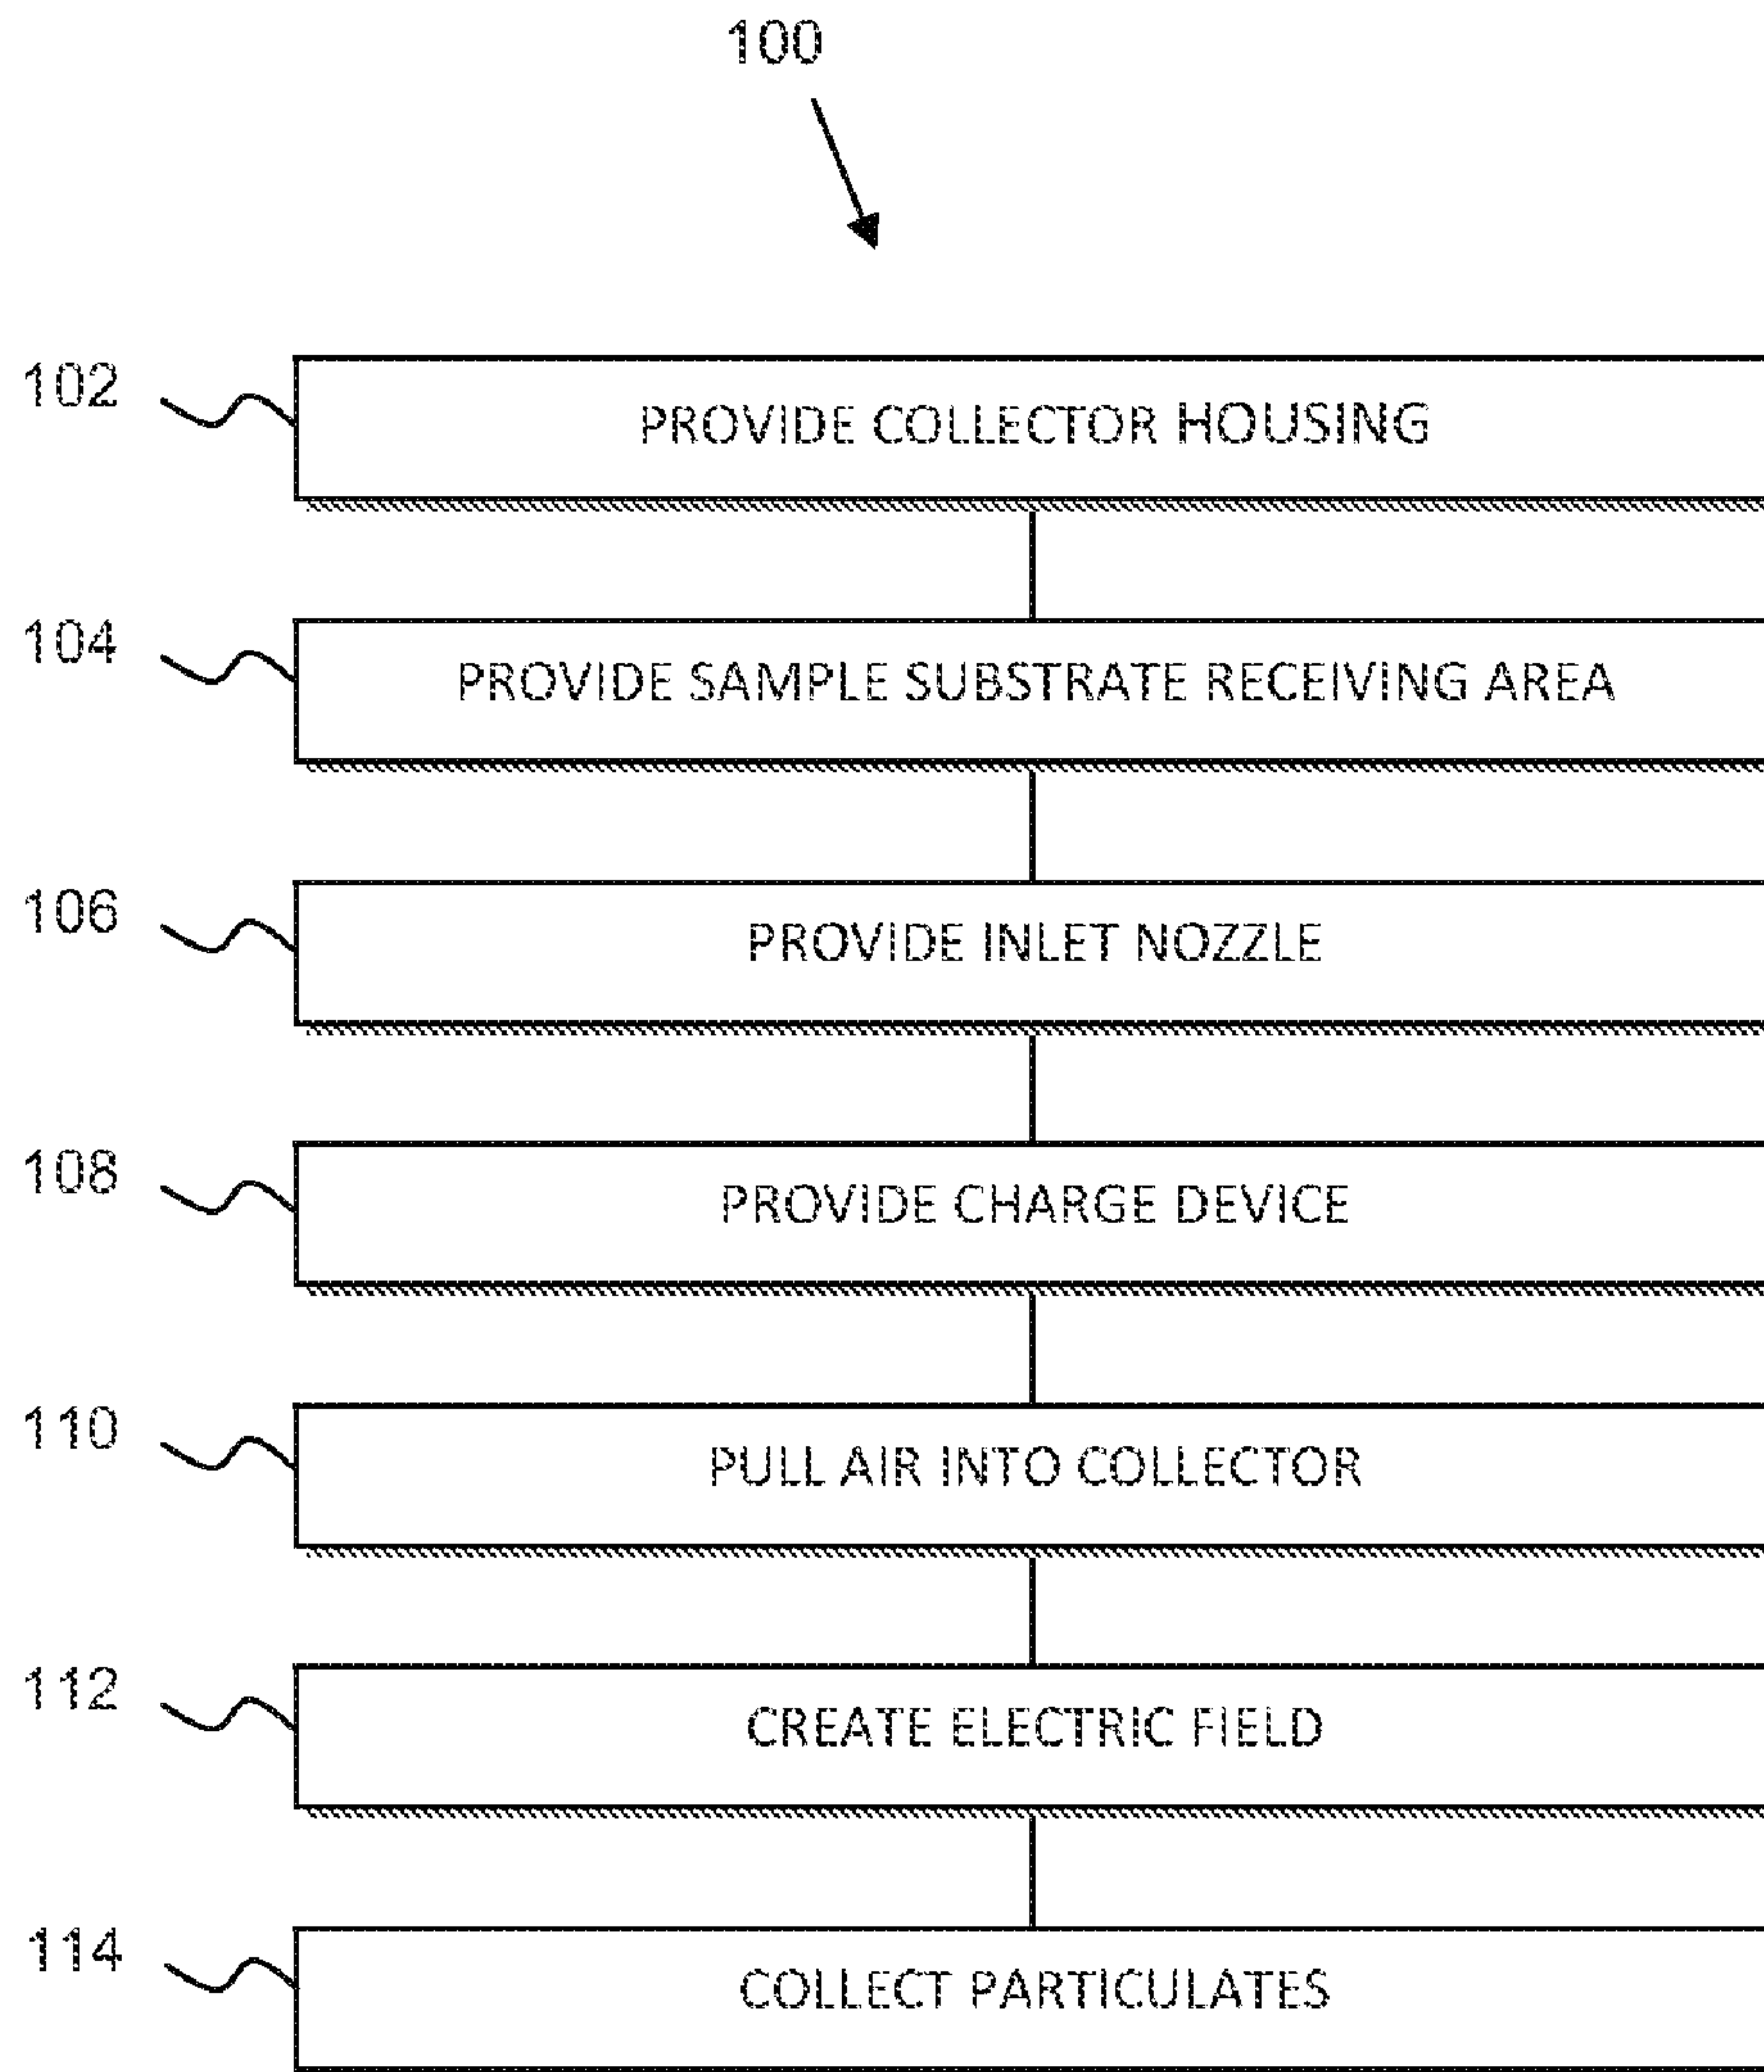 100
102 PROVIDE COLLECTOR HOUSING
104 PROVIDE SAMPLE SUBSTRATE RECEIVING AREA
106 PROVIDE INLET NOZZLE
108 PROVIDE CHARGE DEVICE
110 PULL AIR INTO COLLECTOR
112 CREATE ELECTRIC FIELD
114 COLLECT PARTICULATES